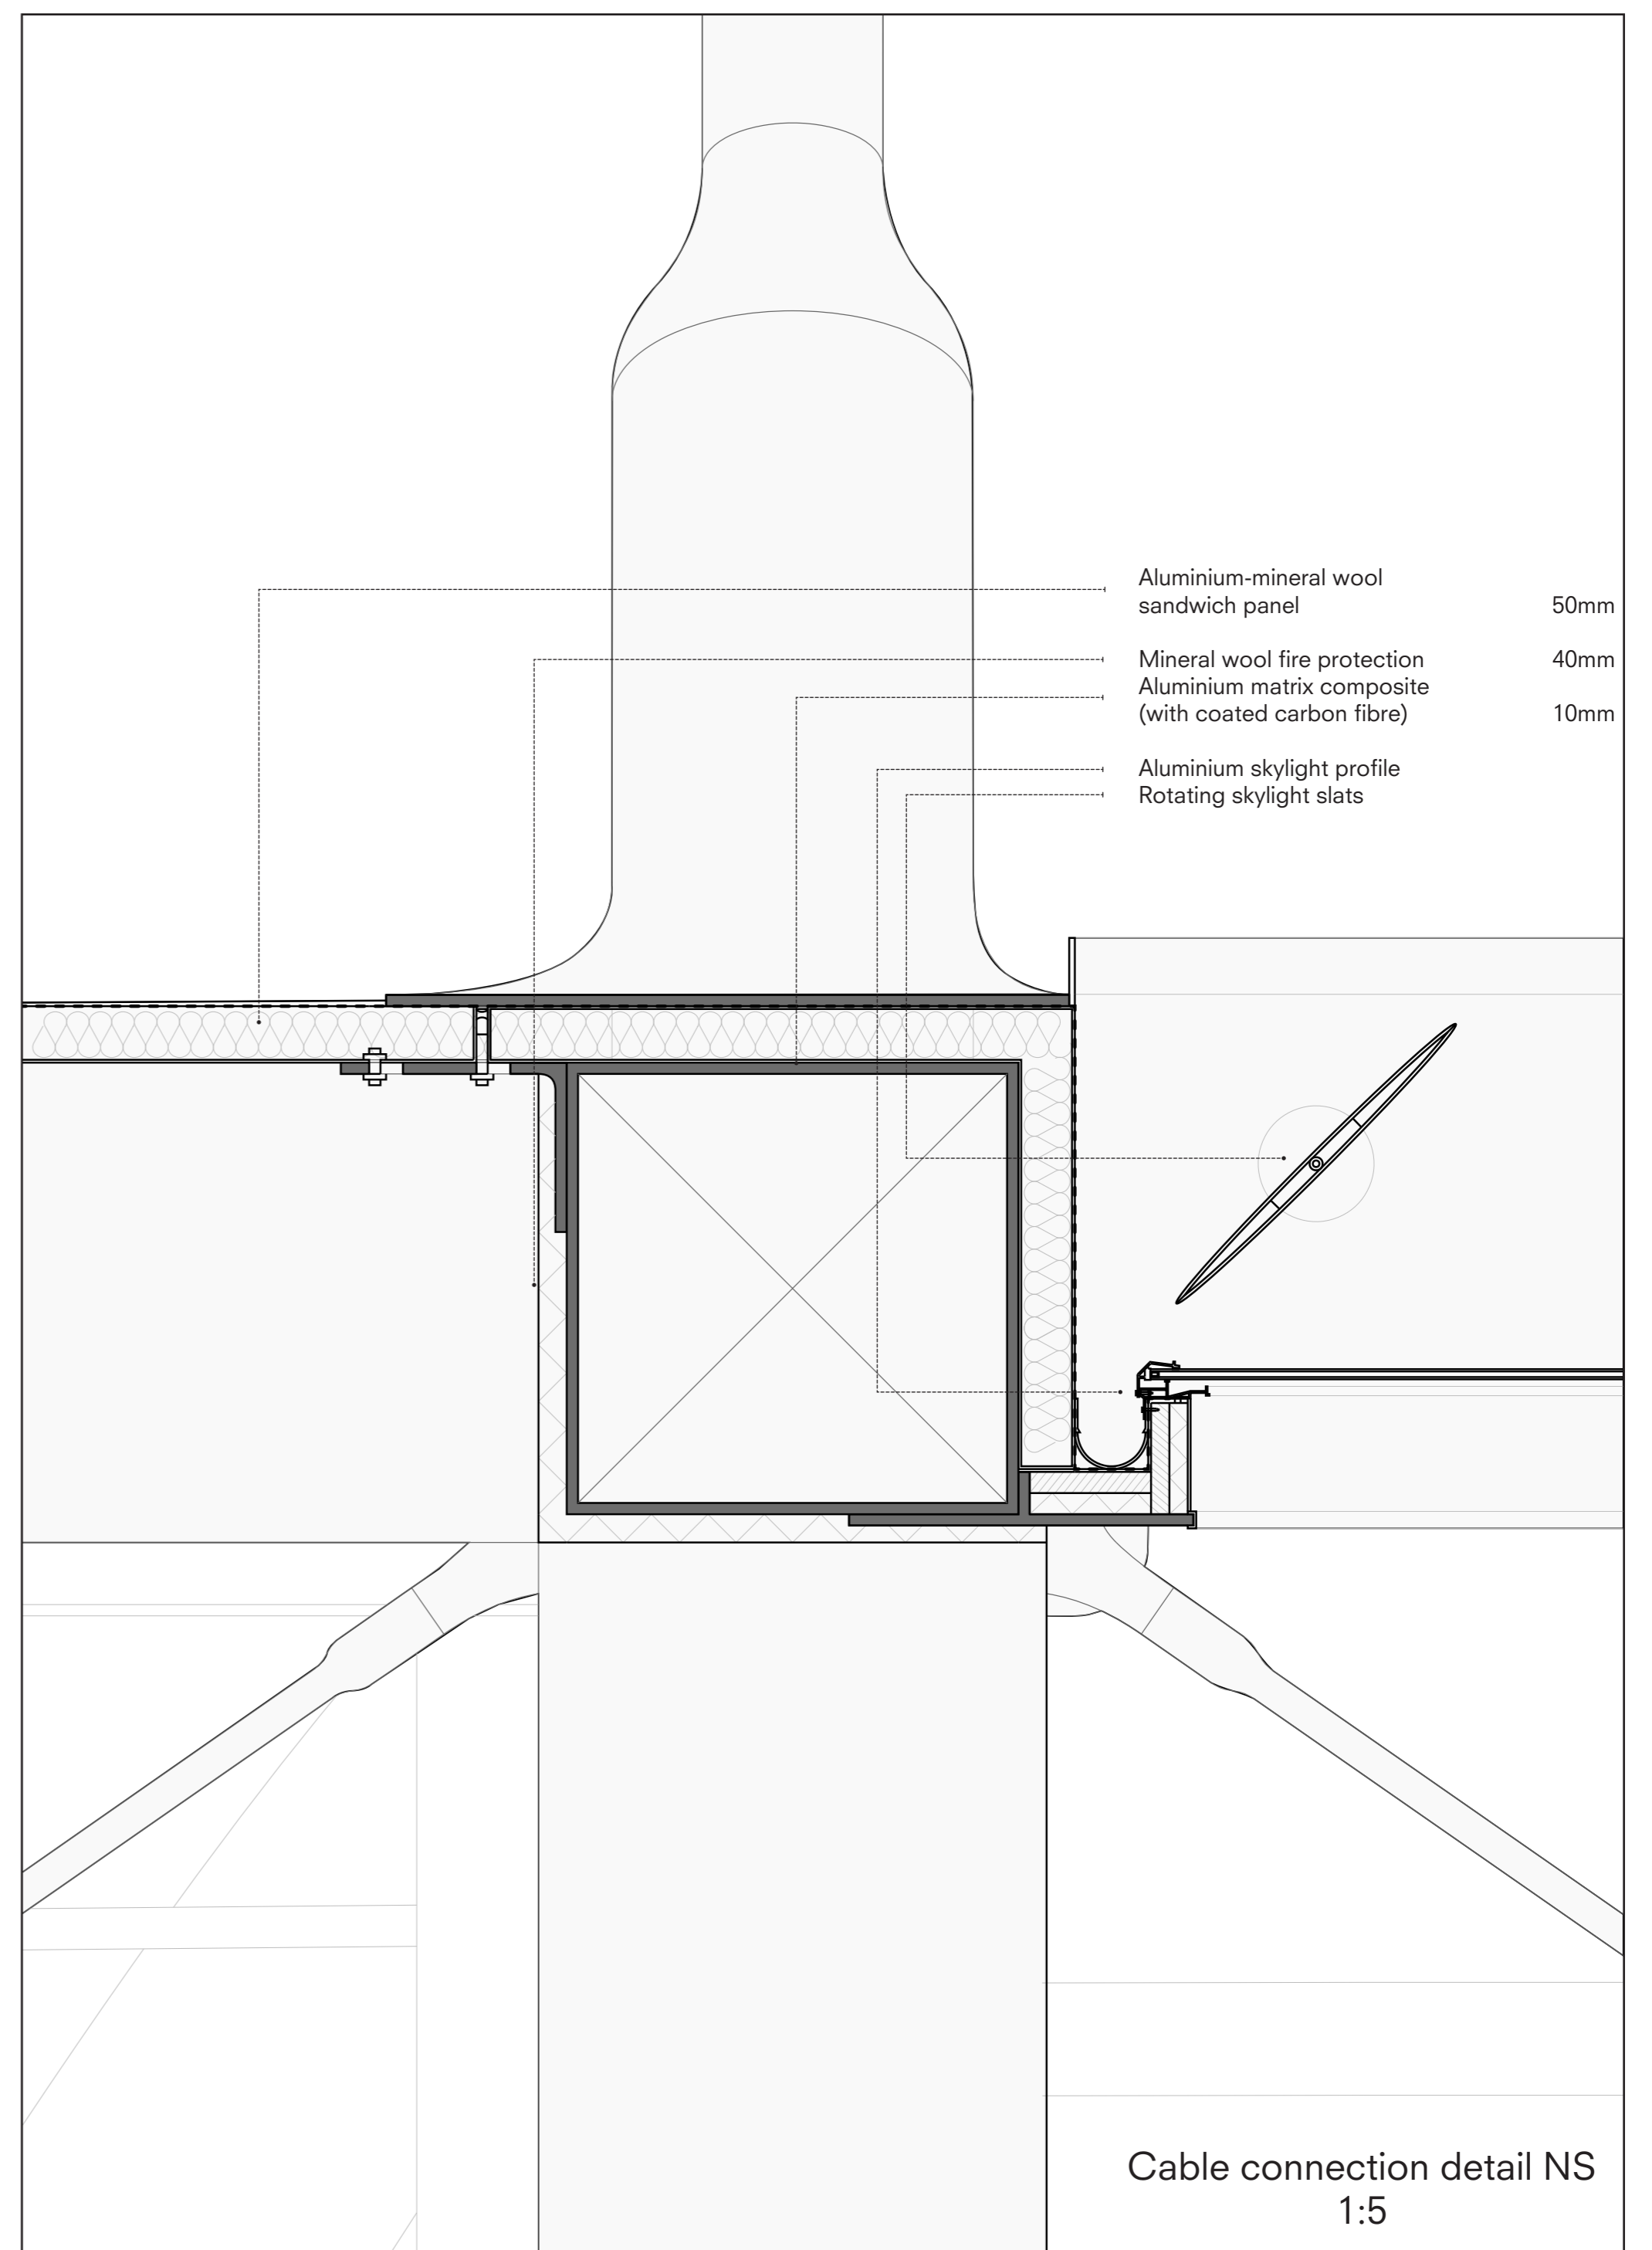 Aluminium-mineral wool
sandwich panel 50mm
Mineral wool fire protection 40mm
Aluminium matrix composite
(with coated carbon fibre) 10mm
Aluminium skylight profile
Rotating skylight slats
Cable connection detail NS
1:5